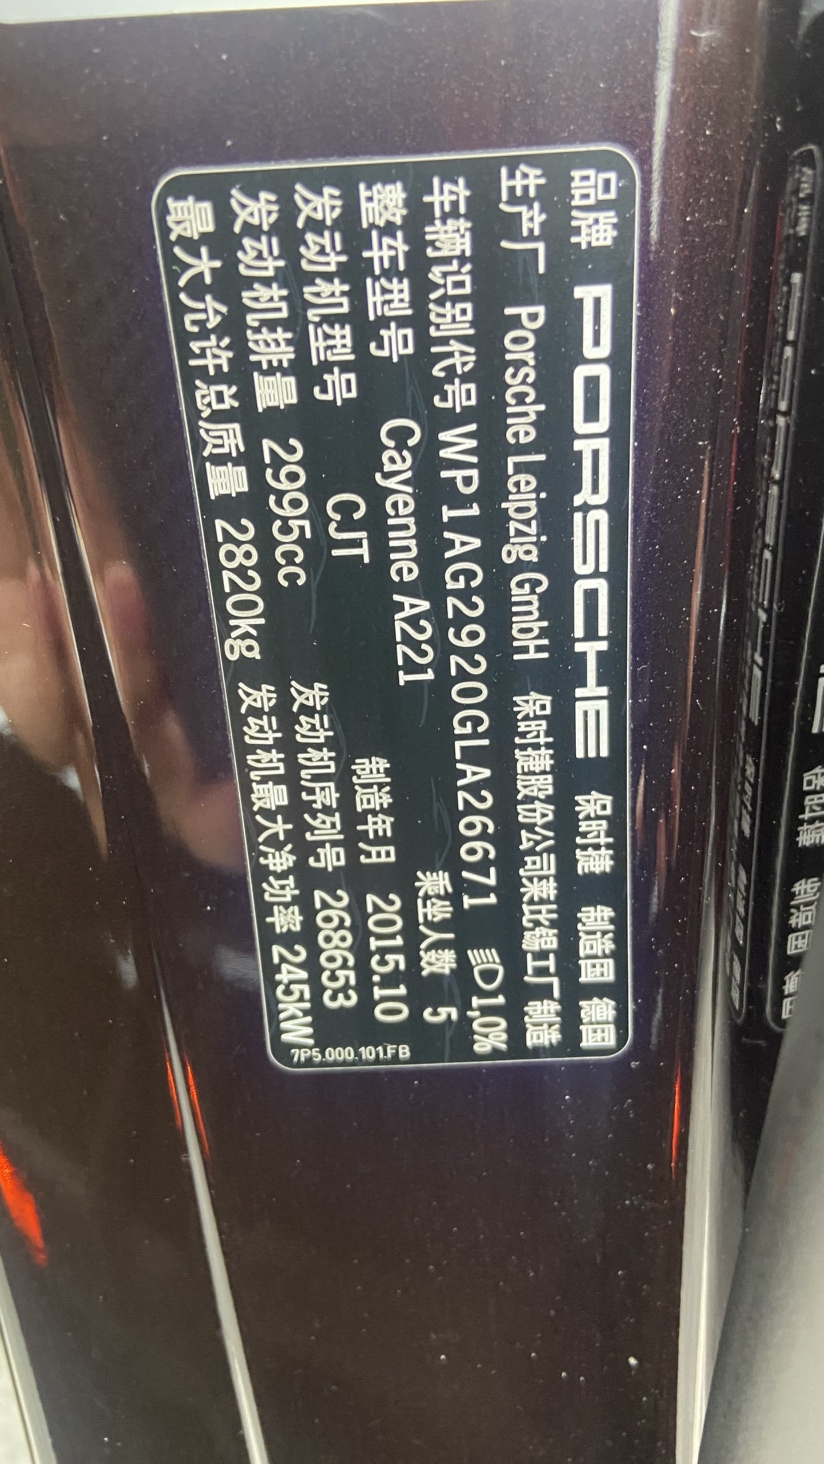 品牌 PORSCHE 保时捷 制造国 德国
生产厂 Porsche Leipzig GmbH 保时捷股份公司莱比锡工厂制造
车辆识别代号 WP1AG2920GLA26671 1,0%
整车型号 Cayenne A221 乘坐人数 5
发动机型号 CJT 制造年月 2015.10
发动机排量 2995cc 发动机序列号 268653
最大允许总质量 2820kg 发动机最大净功率 245kW
7P5.000.101.FB